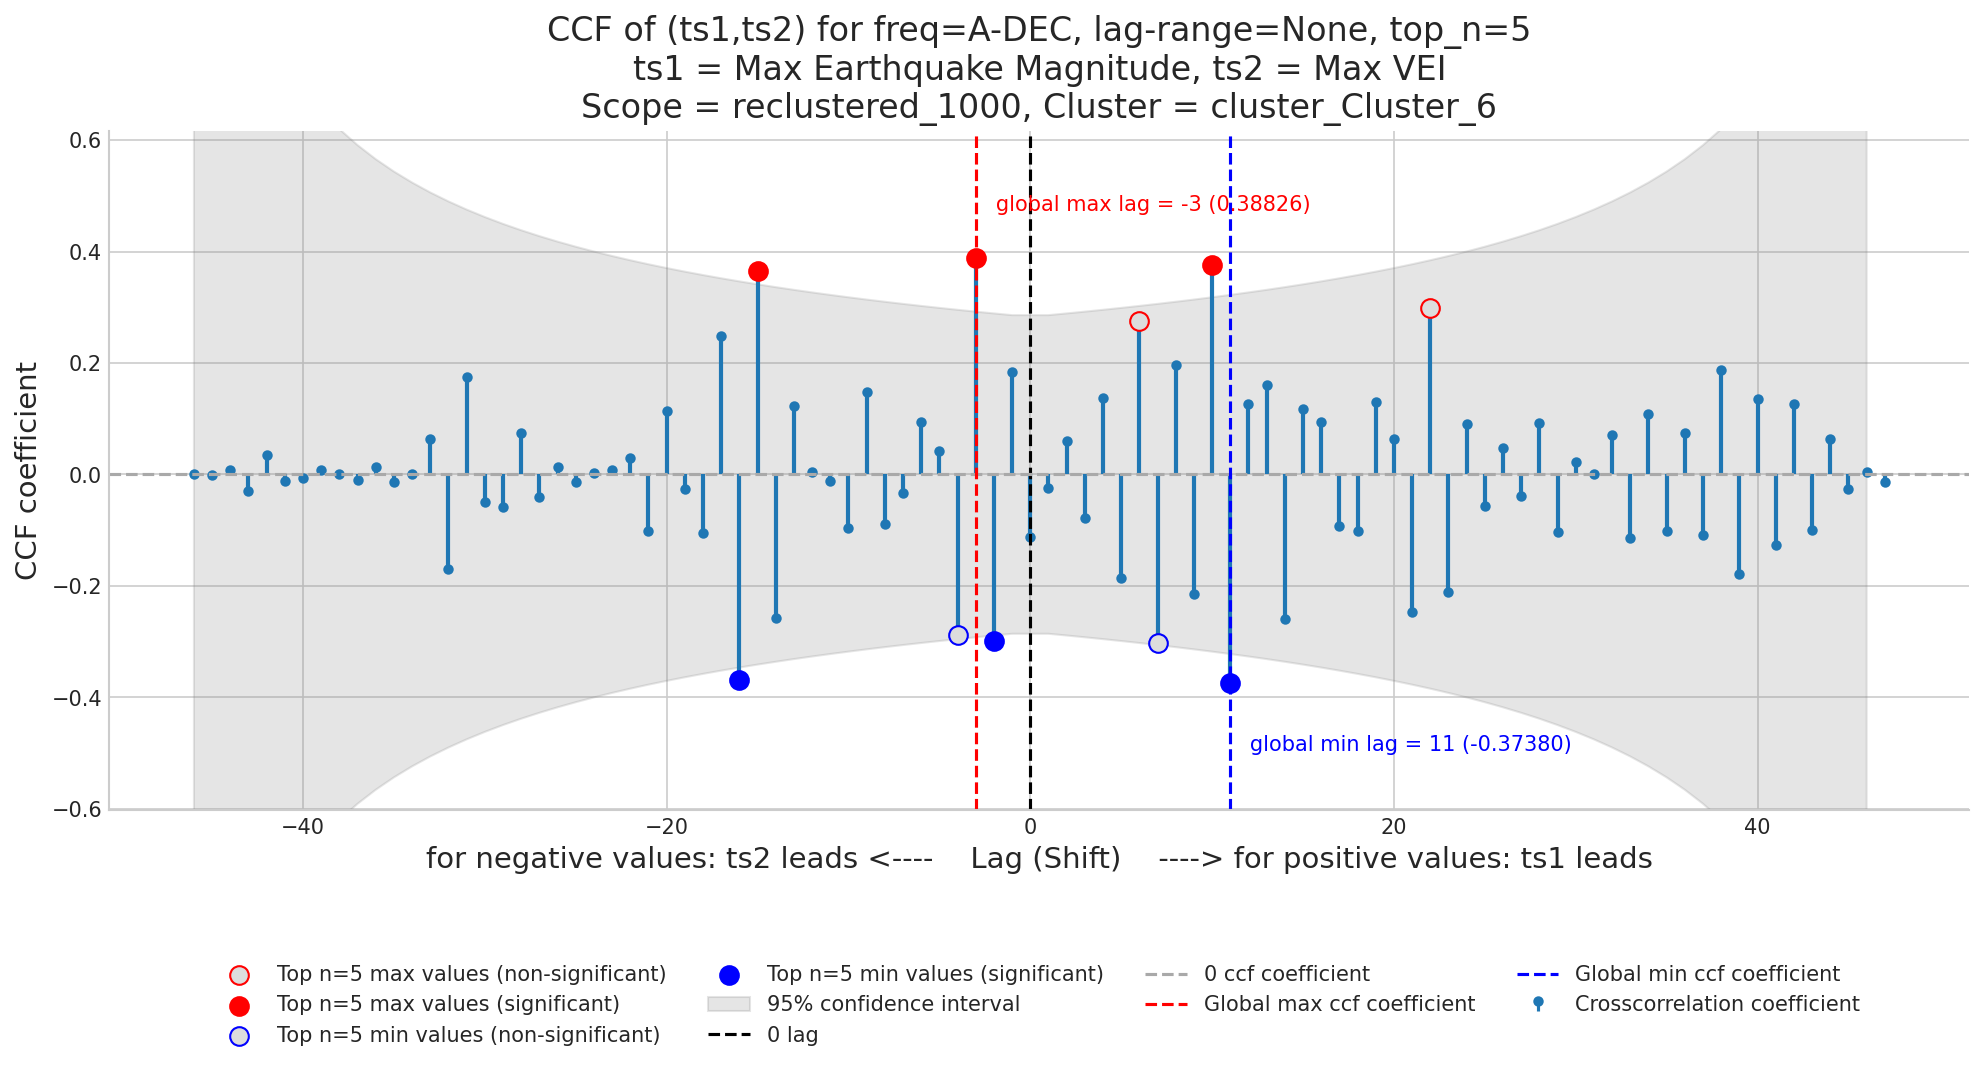 CCF of (ts1,ts2) for freq=A-DEC, lag-range=None, top_n=5
ts1 = Max Earthquake Magnitude, ts2 = Max VEI
Scope = reclustered_1000, Cluster = cluster_Cluster_6
0.6
0.4
0.2
0.0
−0.2
−0.4
−0.6
CCF coefficient
global max lag = -3 (0.38826)
global min lag = 11 (-0.37380)
−40
−20
0
20
40
for negative values: ts2 leads <---- Lag (Shift) ----> for positive values: ts1 leads
Top n=5 max values (non-significant)
Top n=5 max values (significant)
Top n=5 min values (non-significant)
Top n=5 min values (significant)
95% confidence interval
0 lag
0 ccf coefficient
Global max ccf coefficient
Global min ccf coefficient
Crosscorrelation coefficient